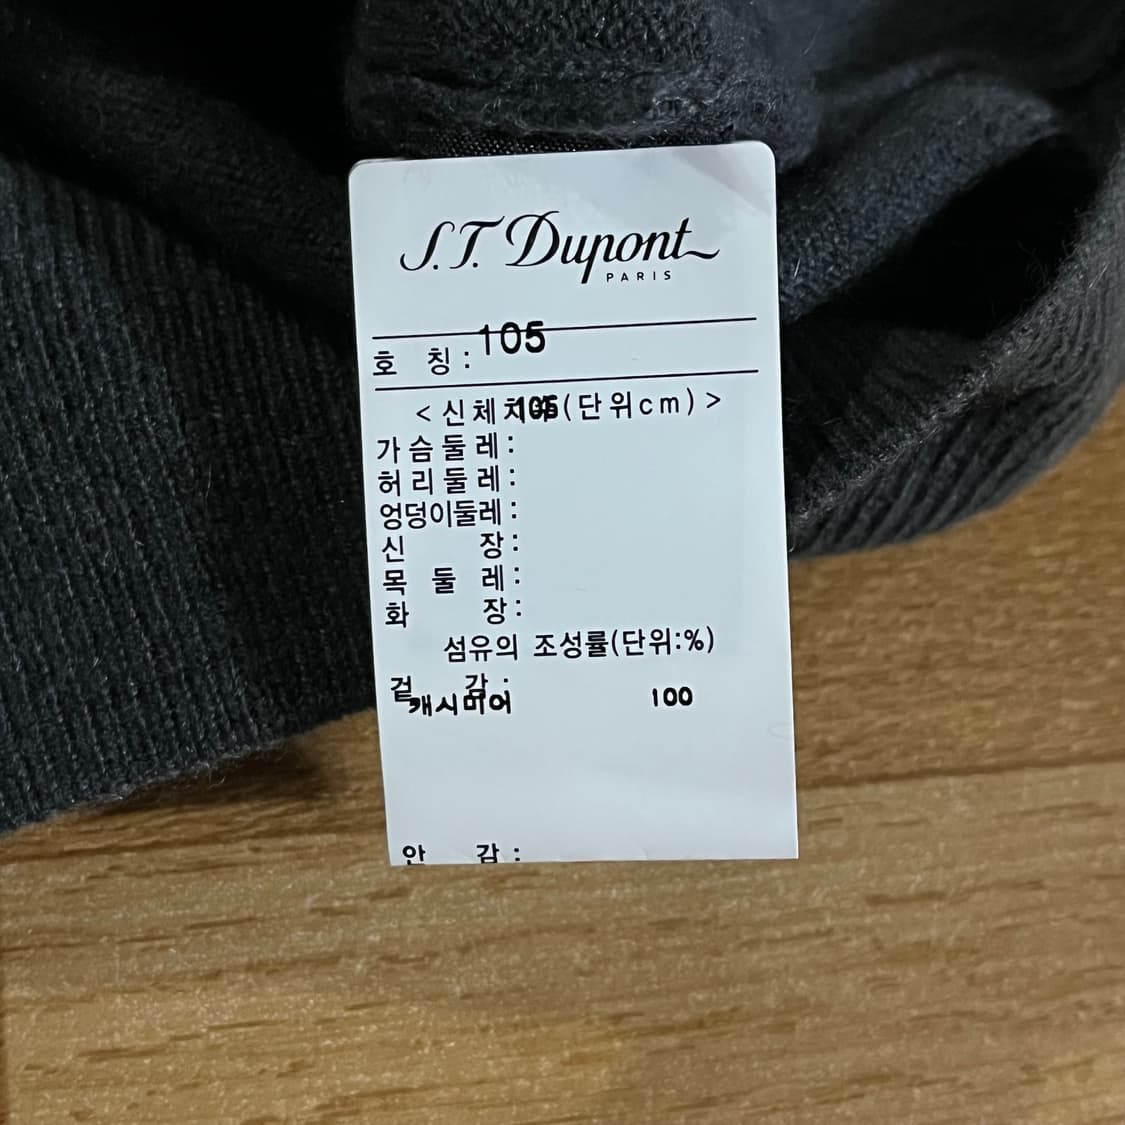 S.T. Dupont
PARIS
호 칭 : 105
< 신체치수(단위cm) >
105
가슴둘레 :
허리둘레 :
엉덩이둘레 :
신 장 :
목 둘 레 :
화 장 :
섬유의 조성률(단위:%)
겉 감 :
캐시미어 100
안 감 :